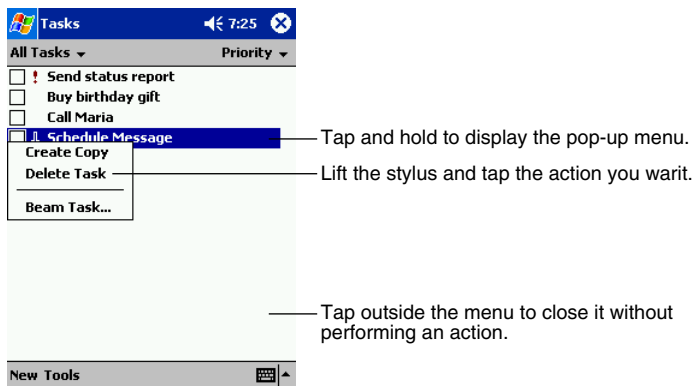 Tasks 7:25
All Tasks Priority
! Send status report
Buy birthday gift
Call Maria
Schedule Message
Create Copy
Delete Task
Beam Task...
Tap and hold to display the pop-up menu.
Lift the stylus and tap the action you warit.
Tap outside the menu to close it without
performing an action.
New Tools